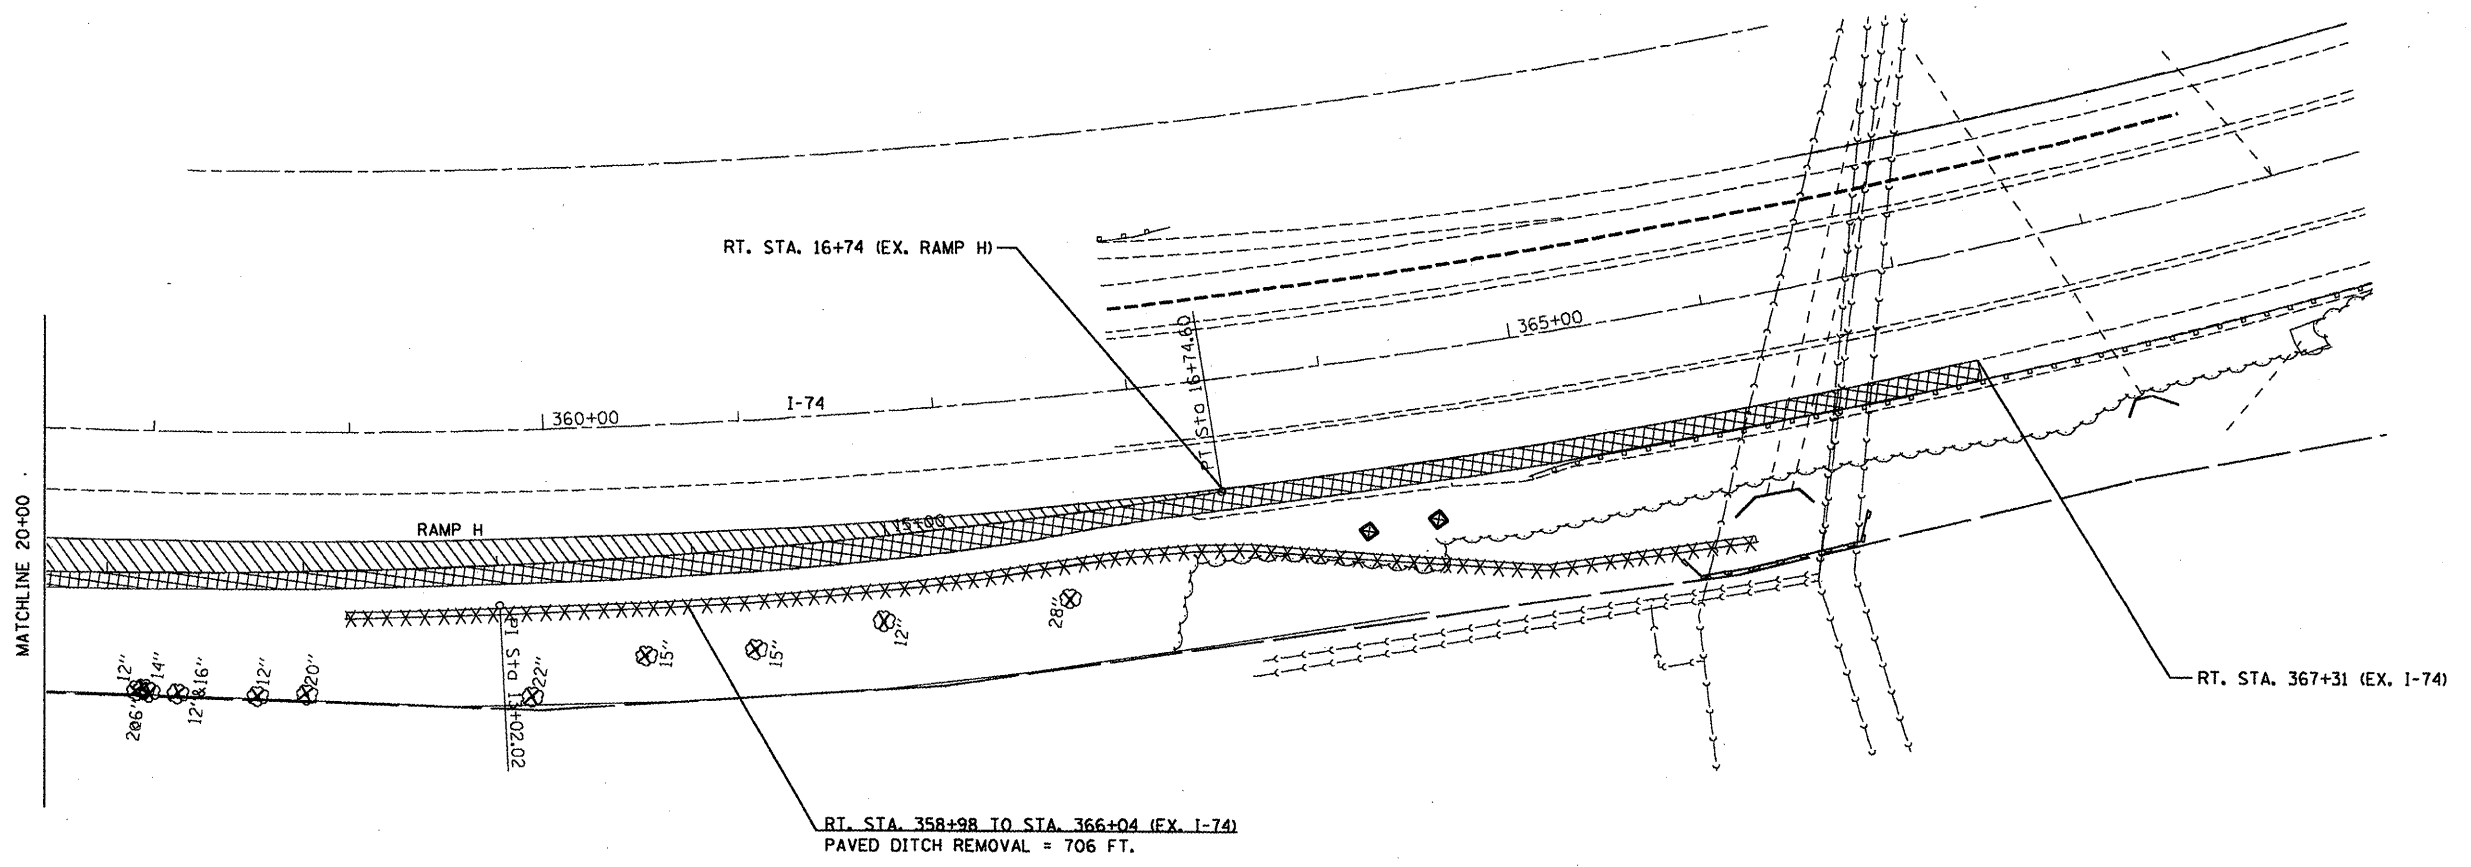 RT. STA. 16+74 (EX. RAMP H)
PT Sta 16+74.60
365+00
I-74
360+00
MATCHLINE 20+00
RAMP H
15+00
12"
14"
12"&16"
12"
20"
22"
15"
15"
12"
28"
PI Sta 13+02.02
RT. STA. 367+31 (EX. I-74)
RT. STA. 358+98 TO STA. 366+04 (EX. I-74)
PAVED DITCH REMOVAL = 706 FT.